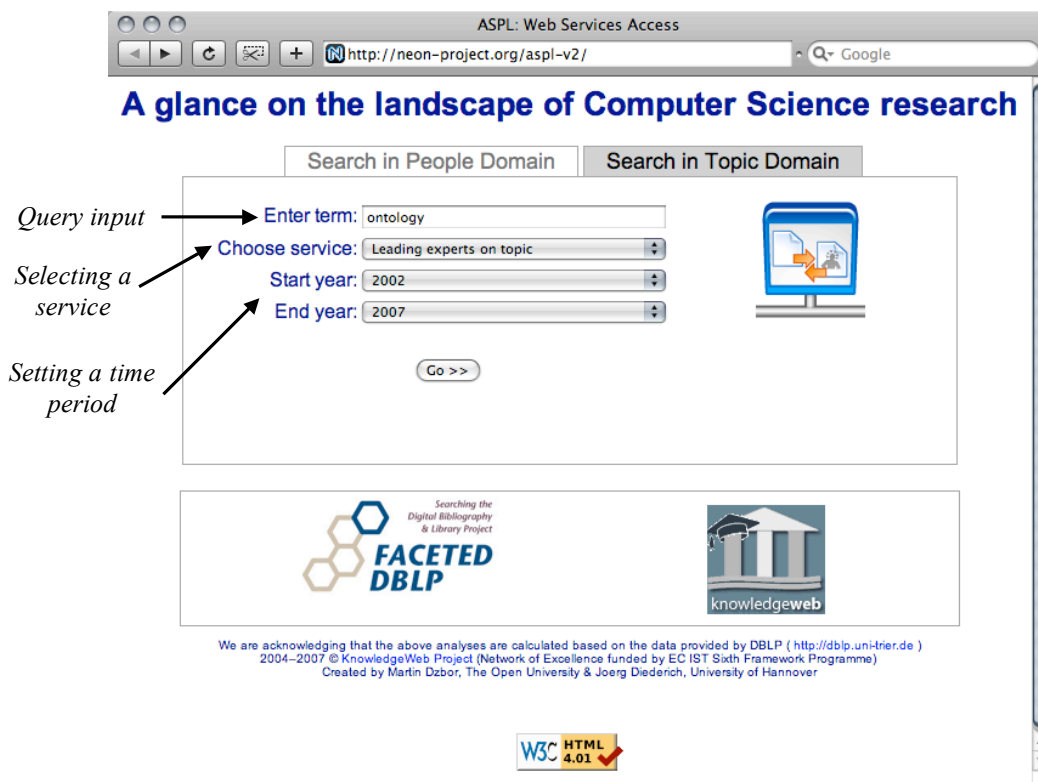 ASPL: Web Services Access
http://neon-project.org/aspl-v2/
Google
A glance on the landscape of Computer Science research
Search in People Domain
Search in Topic Domain
Query input
Enter term: ontology
Selecting a
service
Choose service: Leading experts on topic
Start year: 2002
End year: 2007
Setting a time
period
Go >>
Searching the
Digital Bibliography
& Library Project
FACETED
DBLP
knowledgeweb
We are acknowledging that the above analyses are calculated based on the data provided by DBLP ( http://dblp.uni-trier.de )
2004–2007 © KnowledgeWeb Project (Network of Excellence funded by EC IST Sixth Framework Programme)
Created by Martin Dzbor, The Open University & Joerg Diederich, University of Hannover
W3C HTML
4.01